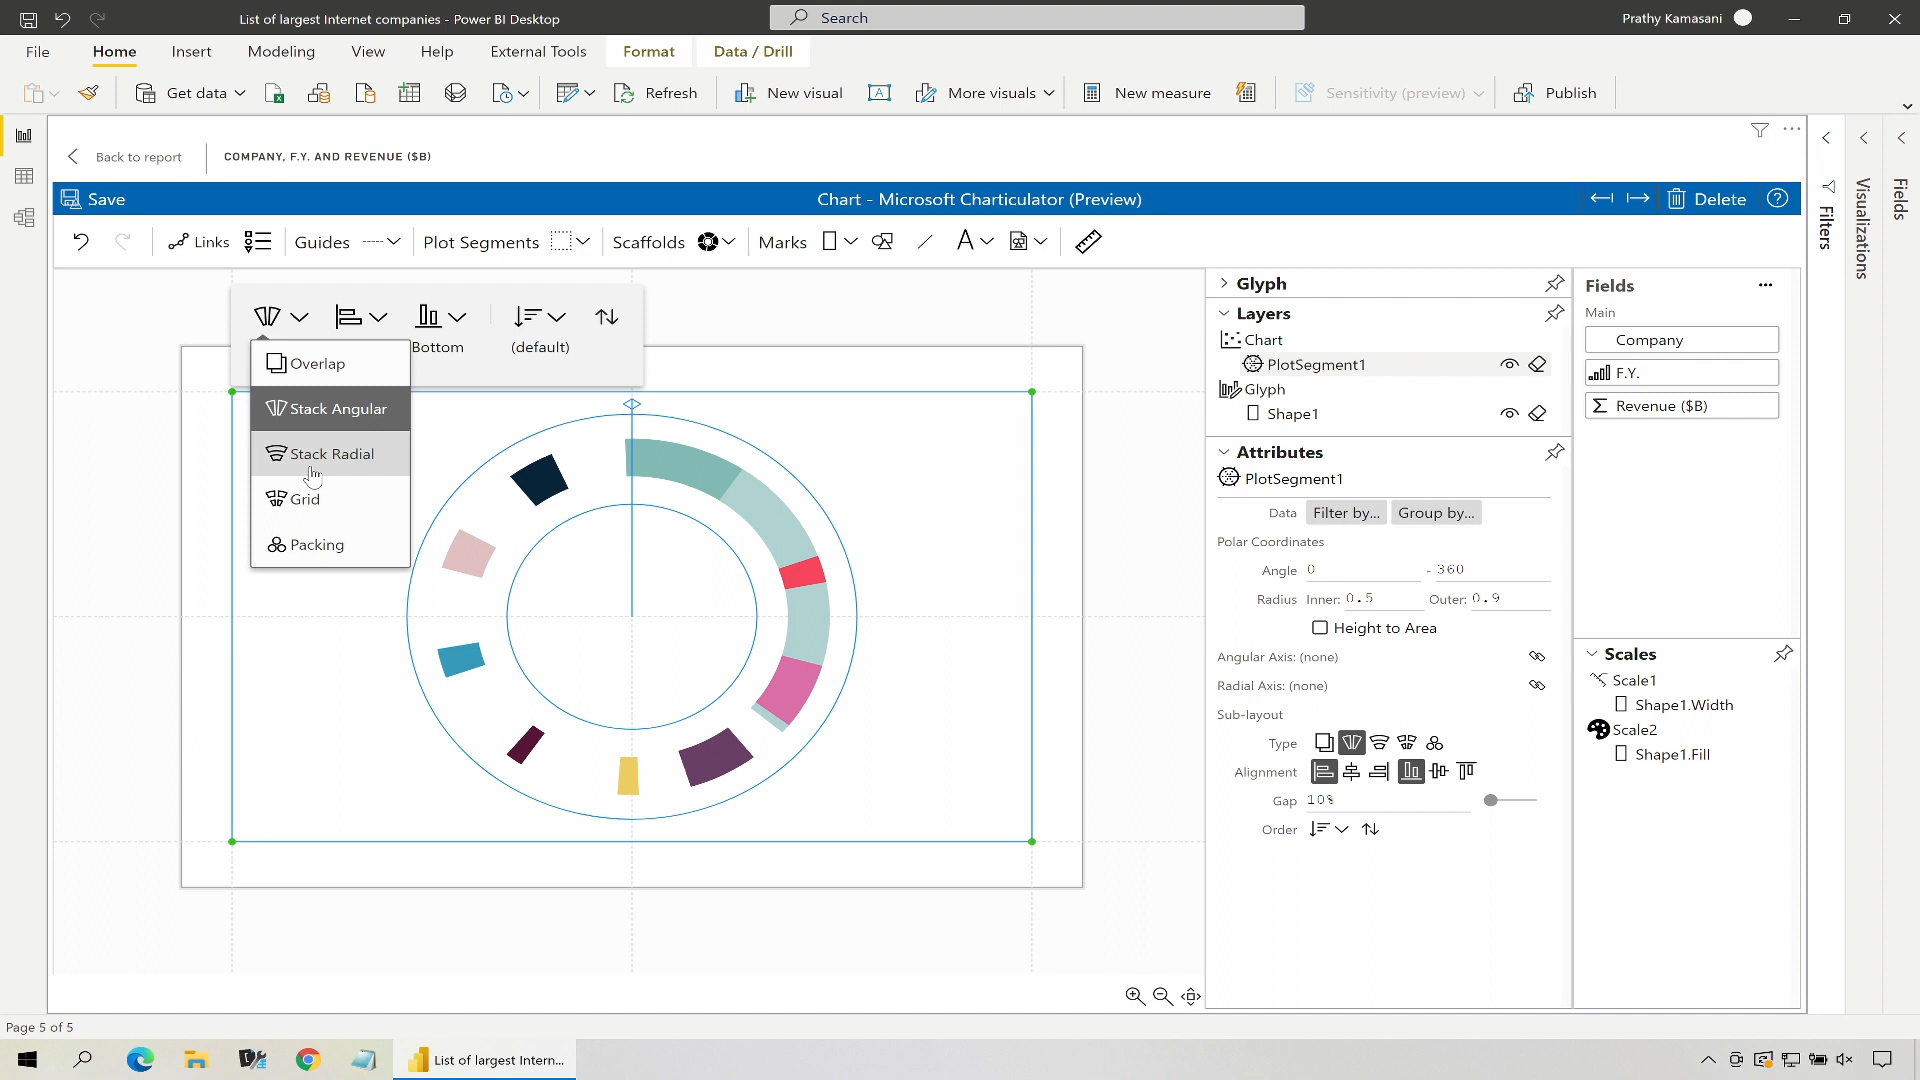 List of largest Internet companies - Power BI Desktop
Search
Prathy Kamasani
File
Home
Insert
Modeling
View
Help
External Tools
Format
Data / Drill
Get data
Refresh
New visual
More visuals
New measure
Sensitivity (preview)
Publish
Back to report
COMPANY, F.Y. AND REVENUE ($B)
Save
Chart - Microsoft Charticulator (Preview)
Delete
Links
Guides
Plot Segments
Scaffolds
Marks
Bottom
(default)
Overlap
Stack Angular
Stack Radial
Grid
Packing
Glyph
Layers
Chart
PlotSegment1
Glyph
Shape1
Attributes
PlotSegment1
Data Filter by... Group by...
Polar Coordinates
Angle 0 - 360
Radius Inner: 0.5 Outer: 0.9
Height to Area
Angular Axis: (none)
Radial Axis: (none)
Sub-layout
Type
Alignment
Gap 10%
Order
Fields
Main
Company
F.Y.
Revenue ($B)
Scales
Scale1
Shape1.Width
Scale2
Shape1.Fill
Filters
Visualizations
Fields
Page 5 of 5
List of largest Intern...